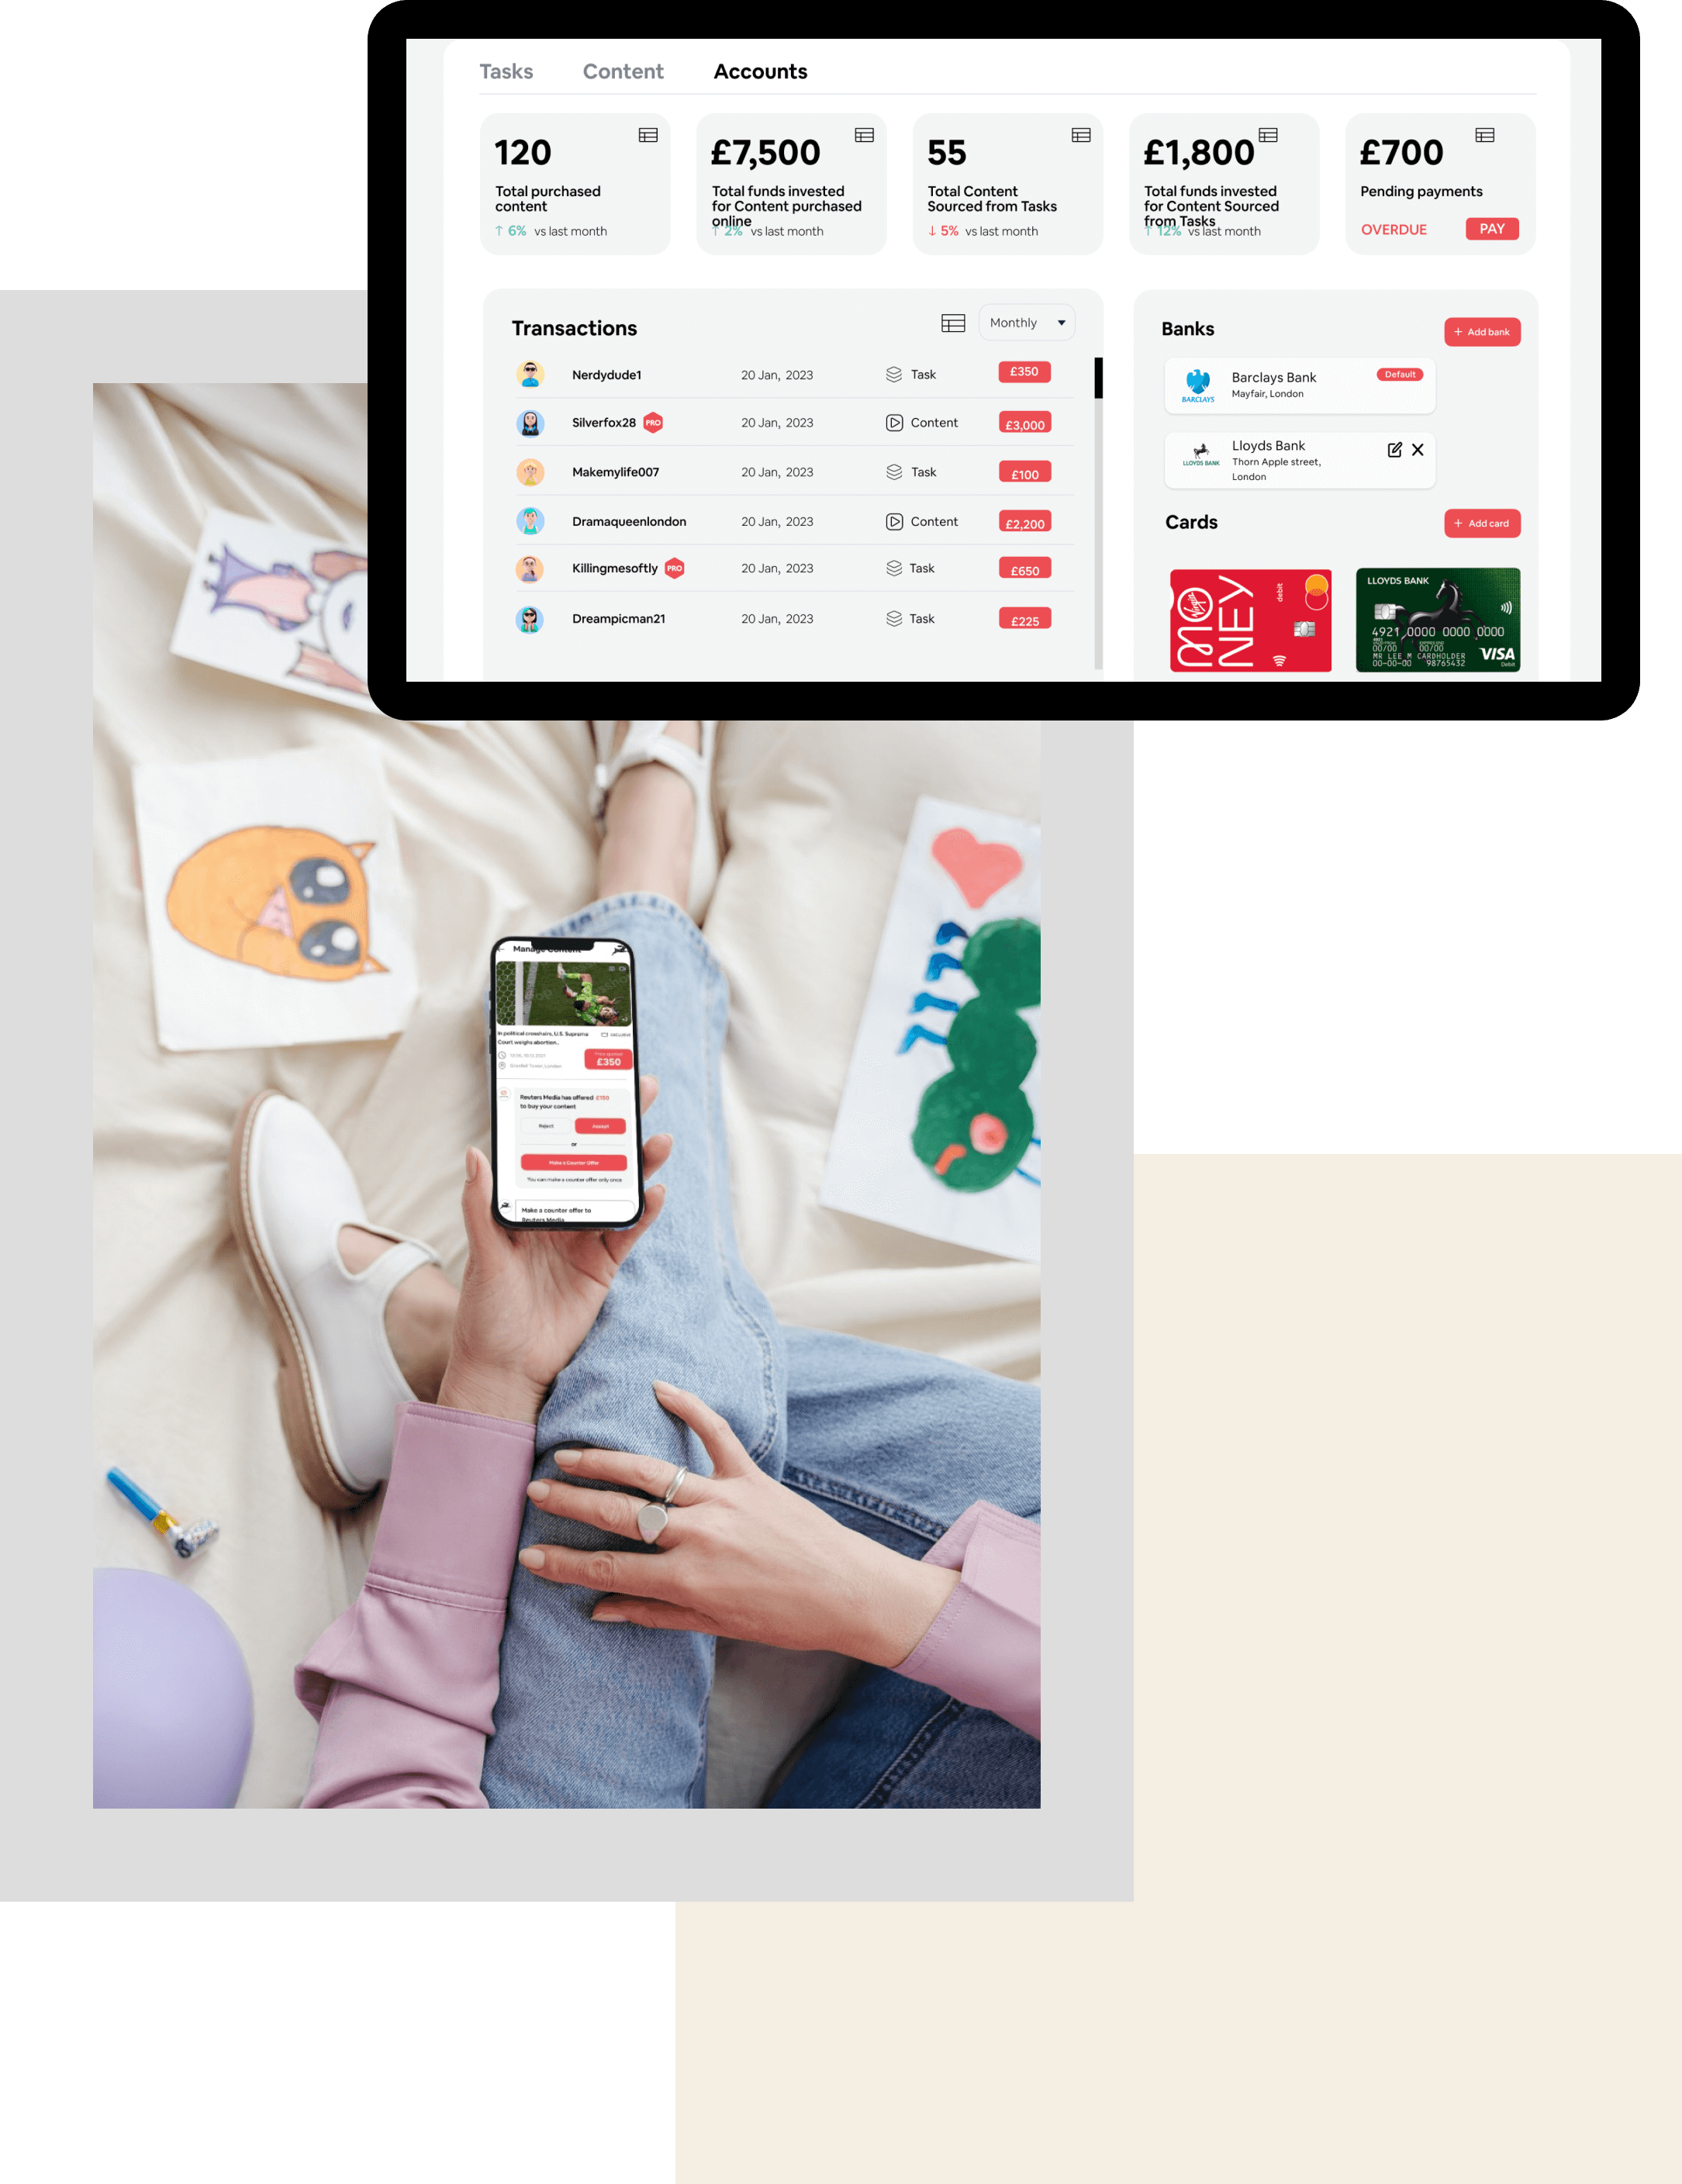 Tasks Content Accounts
120
Total purchased
content
↑ 6% vs last month
£7,500
Total funds invested
for Content purchased
online
↑ 2% vs last month
55
Total Content
Sourced from Tasks
↓ 5% vs last month
£1,800
Total funds invested
for Content Sourced
from Tasks
↑ 12% vs last month
£700
Pending payments
OVERDUE PAY
Transactions Monthly
Nerdydude1 20 Jan, 2023 Task £350
Silverfox28 PRO 20 Jan, 2023 Content £3,000
Makemylife007 20 Jan, 2023 Task £100
Dramaqueenlondon 20 Jan, 2023 Content £2,200
Killingmesoftly PRO 20 Jan, 2023 Task £650
Dreampicman21 20 Jan, 2023 Task £225
Banks + Add bank
BARCLAYS
Barclays Bank Default
Mayfair, London
LLOYDS BANK
Lloyds Bank
Thorn Apple street,
London
Cards + Add card
Virgin
MONEY
debit
LLOYDS BANK
4921 0000 0000 0000
00/00 00/00
MR LEE M CARDHOLDER
00-00-00 98765432
VISA
Debit
Manage Content
In political crosshairs, U.S. Supreme
Court weighs abortion..
EXCLUSIVE
£350
Reuters Media has offered £150
to buy your content
Reject Accept
or
Make a Counter Offer
You can make a counter offer only once
Make a counter offer to
Reuters Media